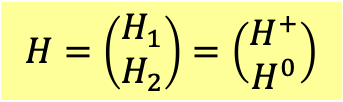 H = (H₁ H₂) = (H⁺ H⁰)